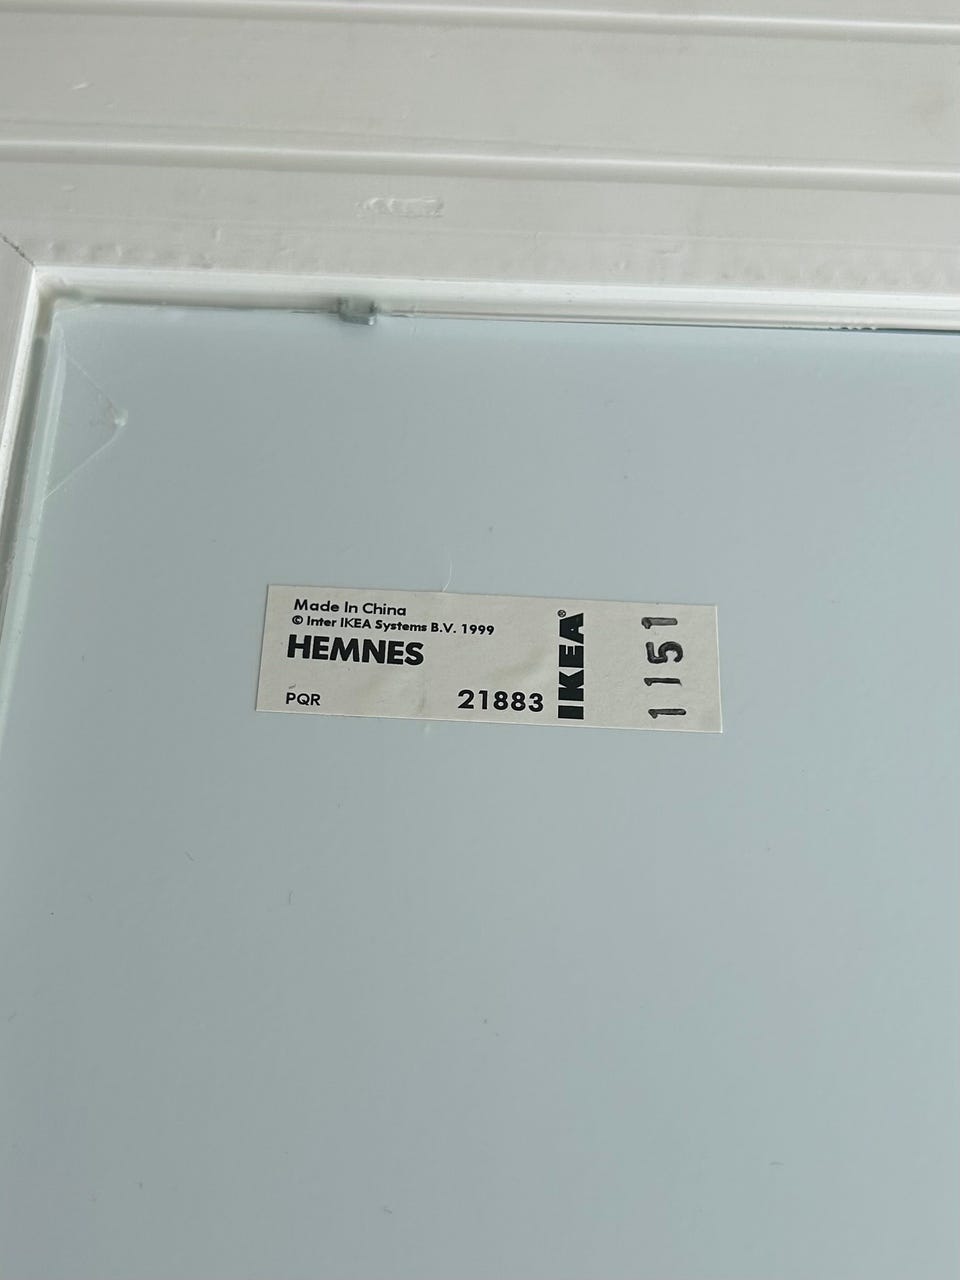 Made In China
© Inter IKEA Systems B.V. 1999
HEMNES
PQR 21883
IKEA®
1151